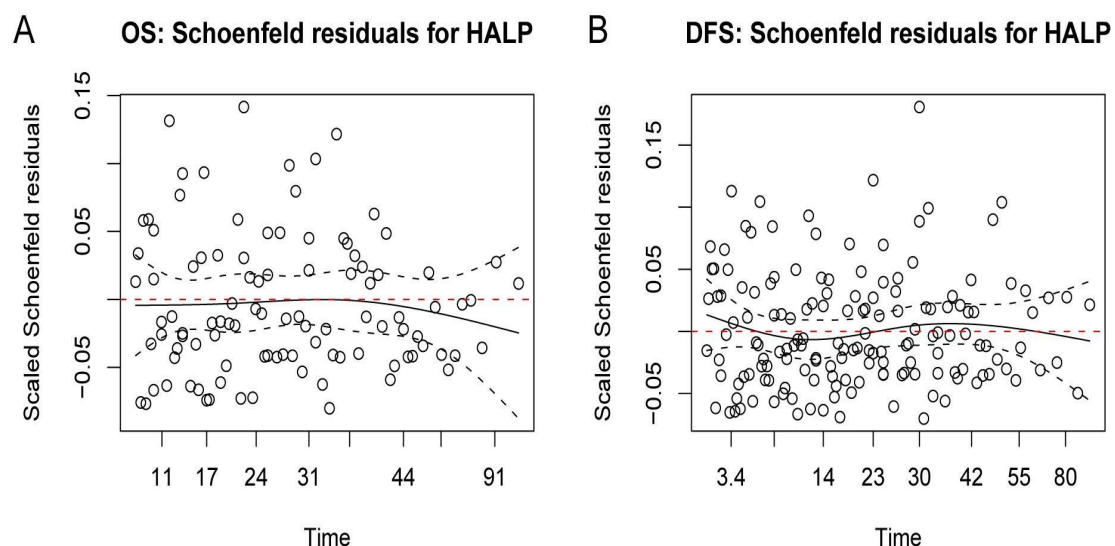 A
OS: Schoenfeld residuals for HALP
Scaled Schoenfeld residuals
0.15
0.05
−0.05
11 17 24 31 44 91
Time
B
DFS: Schoenfeld residuals for HALP
Scaled Schoenfeld residuals
0.15
0.05
−0.05
3.4 14 23 30 42 55 80
Time